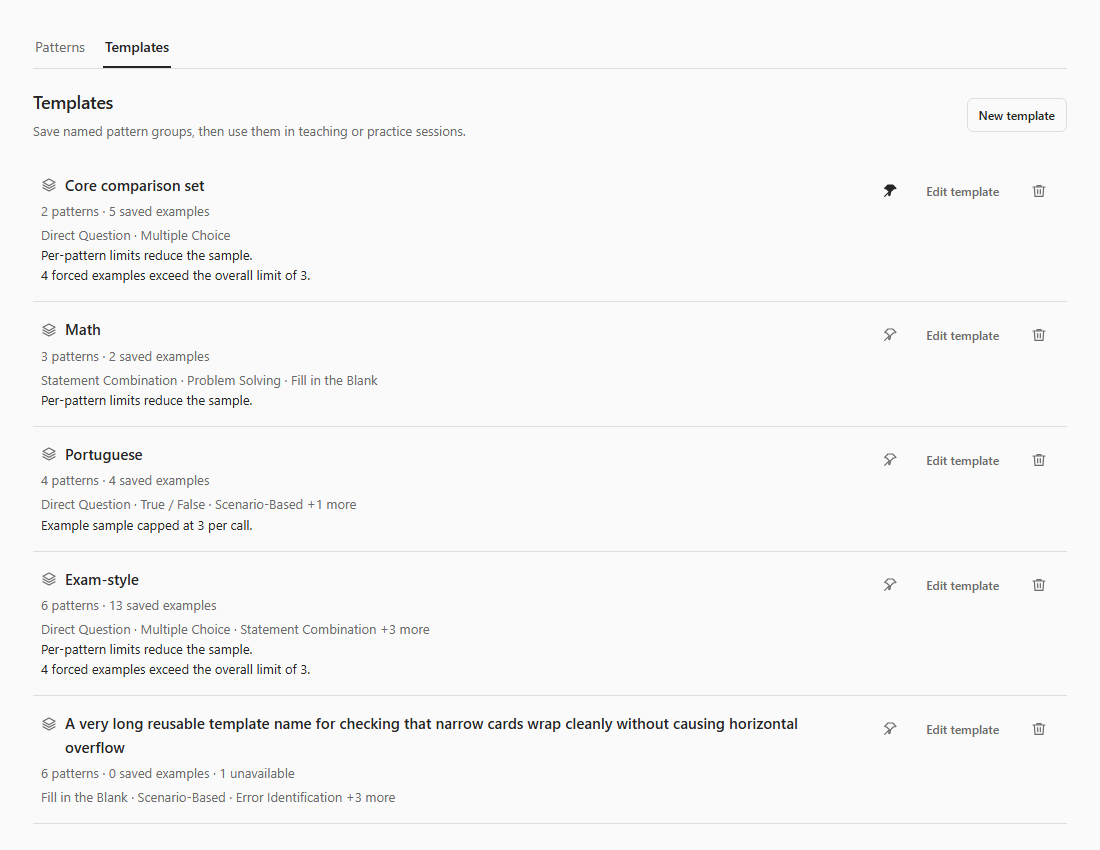 Patterns Templates
Templates
Save named pattern groups, then use them in teaching or practice sessions.
New template
Core comparison set
Edit template
2 patterns · 5 saved examples
Direct Question · Multiple Choice
Per-pattern limits reduce the sample.
4 forced examples exceed the overall limit of 3.
Math
Edit template
3 patterns · 2 saved examples
Statement Combination · Problem Solving · Fill in the Blank
Per-pattern limits reduce the sample.
Portuguese
Edit template
4 patterns · 4 saved examples
Direct Question · True / False · Scenario-Based +1 more
Example sample capped at 3 per call.
Exam-style
Edit template
6 patterns · 13 saved examples
Direct Question · Multiple Choice · Statement Combination +3 more
Per-pattern limits reduce the sample.
4 forced examples exceed the overall limit of 3.
A very long reusable template name for checking that narrow cards wrap cleanly without causing horizontal
overflow
Edit template
6 patterns · 0 saved examples · 1 unavailable
Fill in the Blank · Scenario-Based · Error Identification +3 more